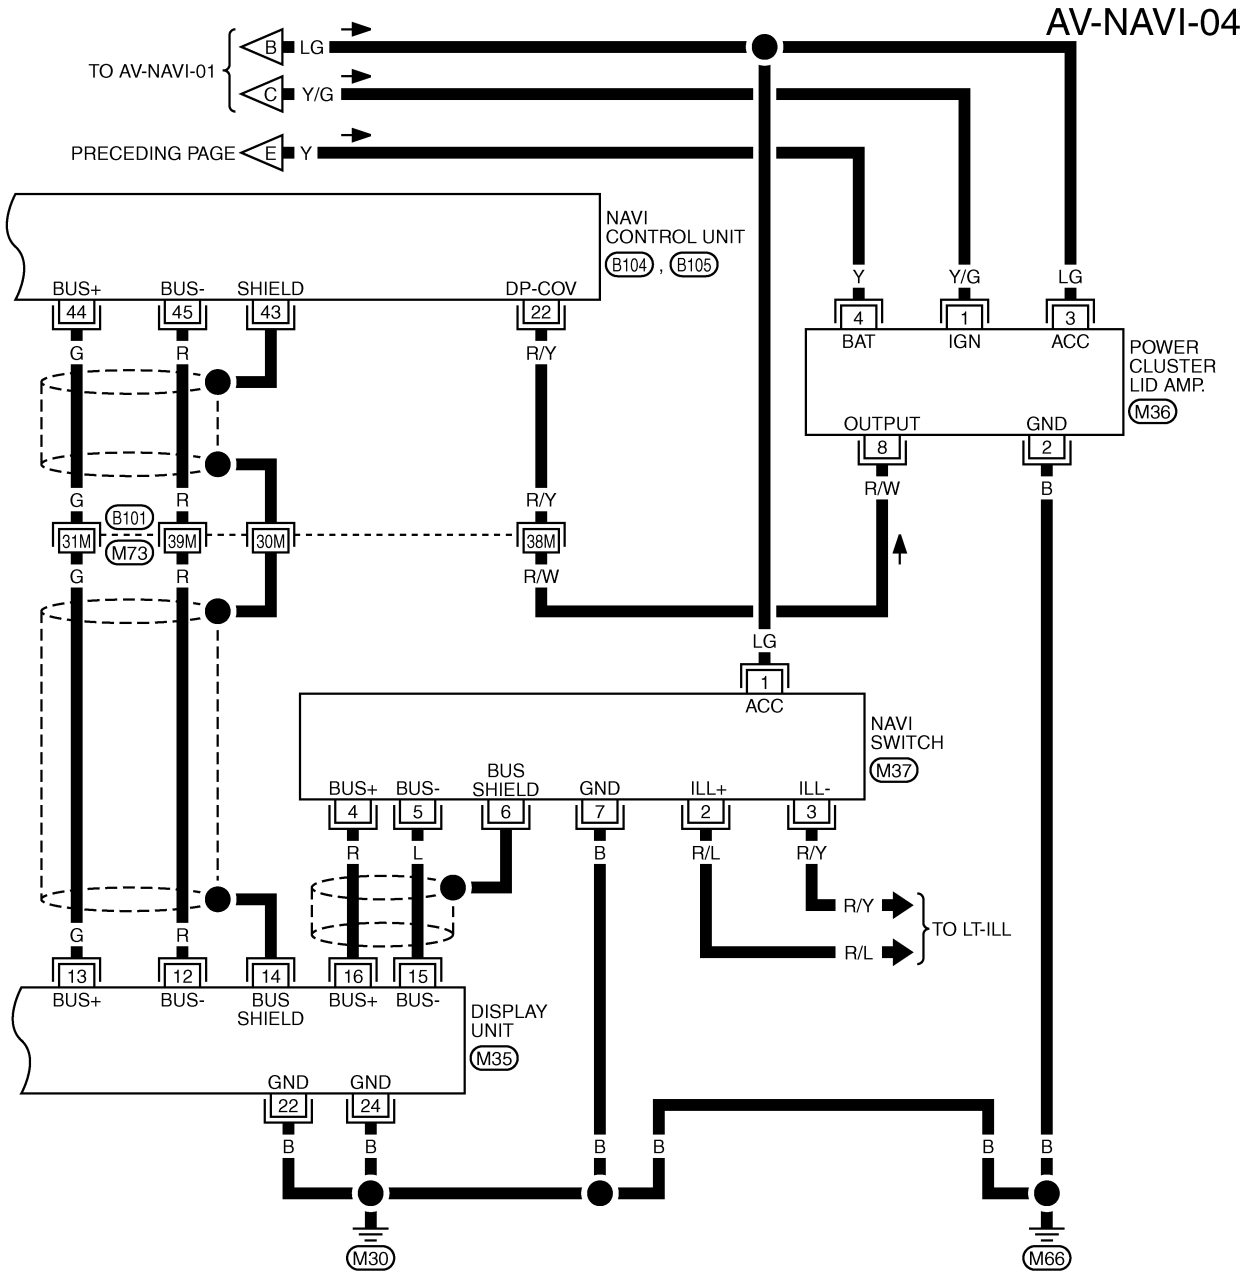 AV-NAVI-04
B LG
TO AV-NAVI-01
C Y/G
PRECEDING PAGE E Y
NAVI
CONTROL UNIT
B104 , B105
BUS+ BUS- SHIELD DP-COV
44 45 43 22
G R R/Y
Y Y/G LG
4 1 3
BAT IGN ACC
POWER
CLUSTER
LID AMP.
M36
OUTPUT GND
8 2
R/W B
G R R/Y
B101
31M 39M 30M 38M
M73
G R R/W
LG
1
ACC
NAVI
SWITCH
M37
BUS+ BUS- BUS
SHIELD GND ILL+ ILL-
4 5 6 7 2 3
R L B R/L R/Y
R/Y
TO LT-ILL
R/L
G R
13 12 14 16 15
BUS+ BUS- BUS
SHIELD BUS+ BUS-
DISPLAY
UNIT
M35
GND GND
22 24
B B B B B B
M30 M66